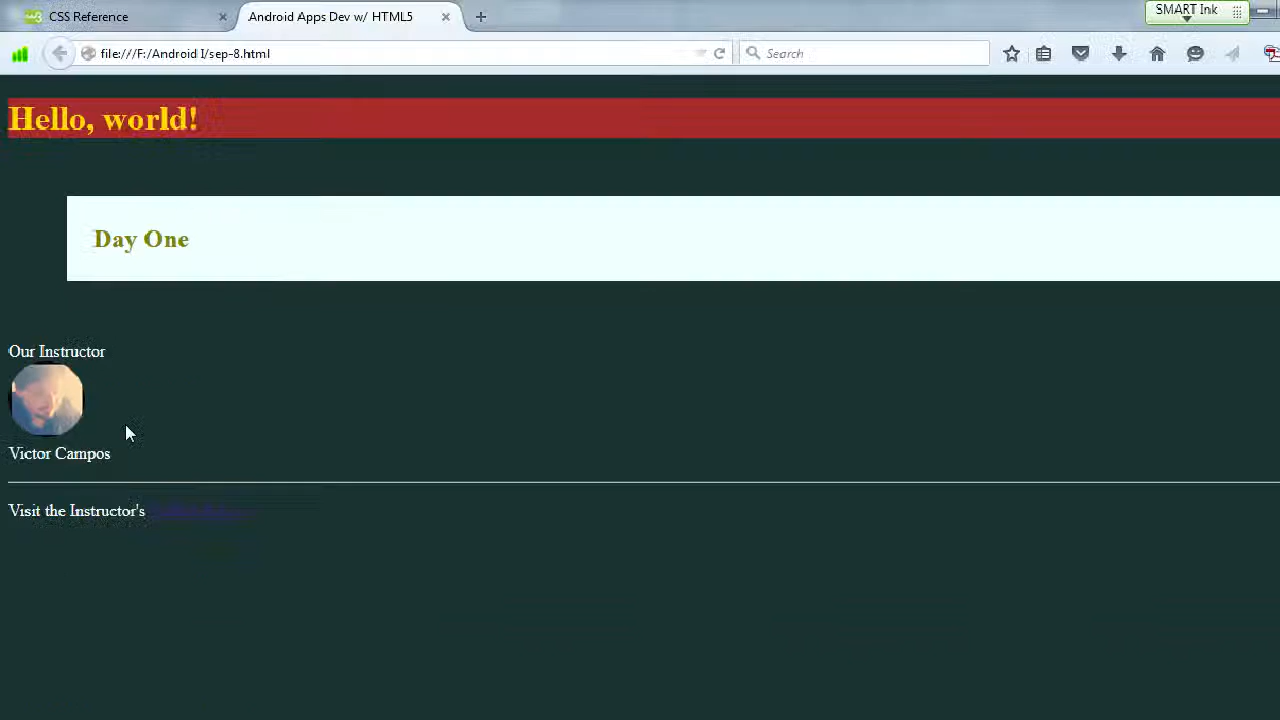 CSS Reference
Android Apps Dev w/ HTML5
SMART Ink
file:///F:/Android I/sep-8.html
Search
Hello, world!
Day One
Our Instructor
Victor Campos
Visit the Instructor's